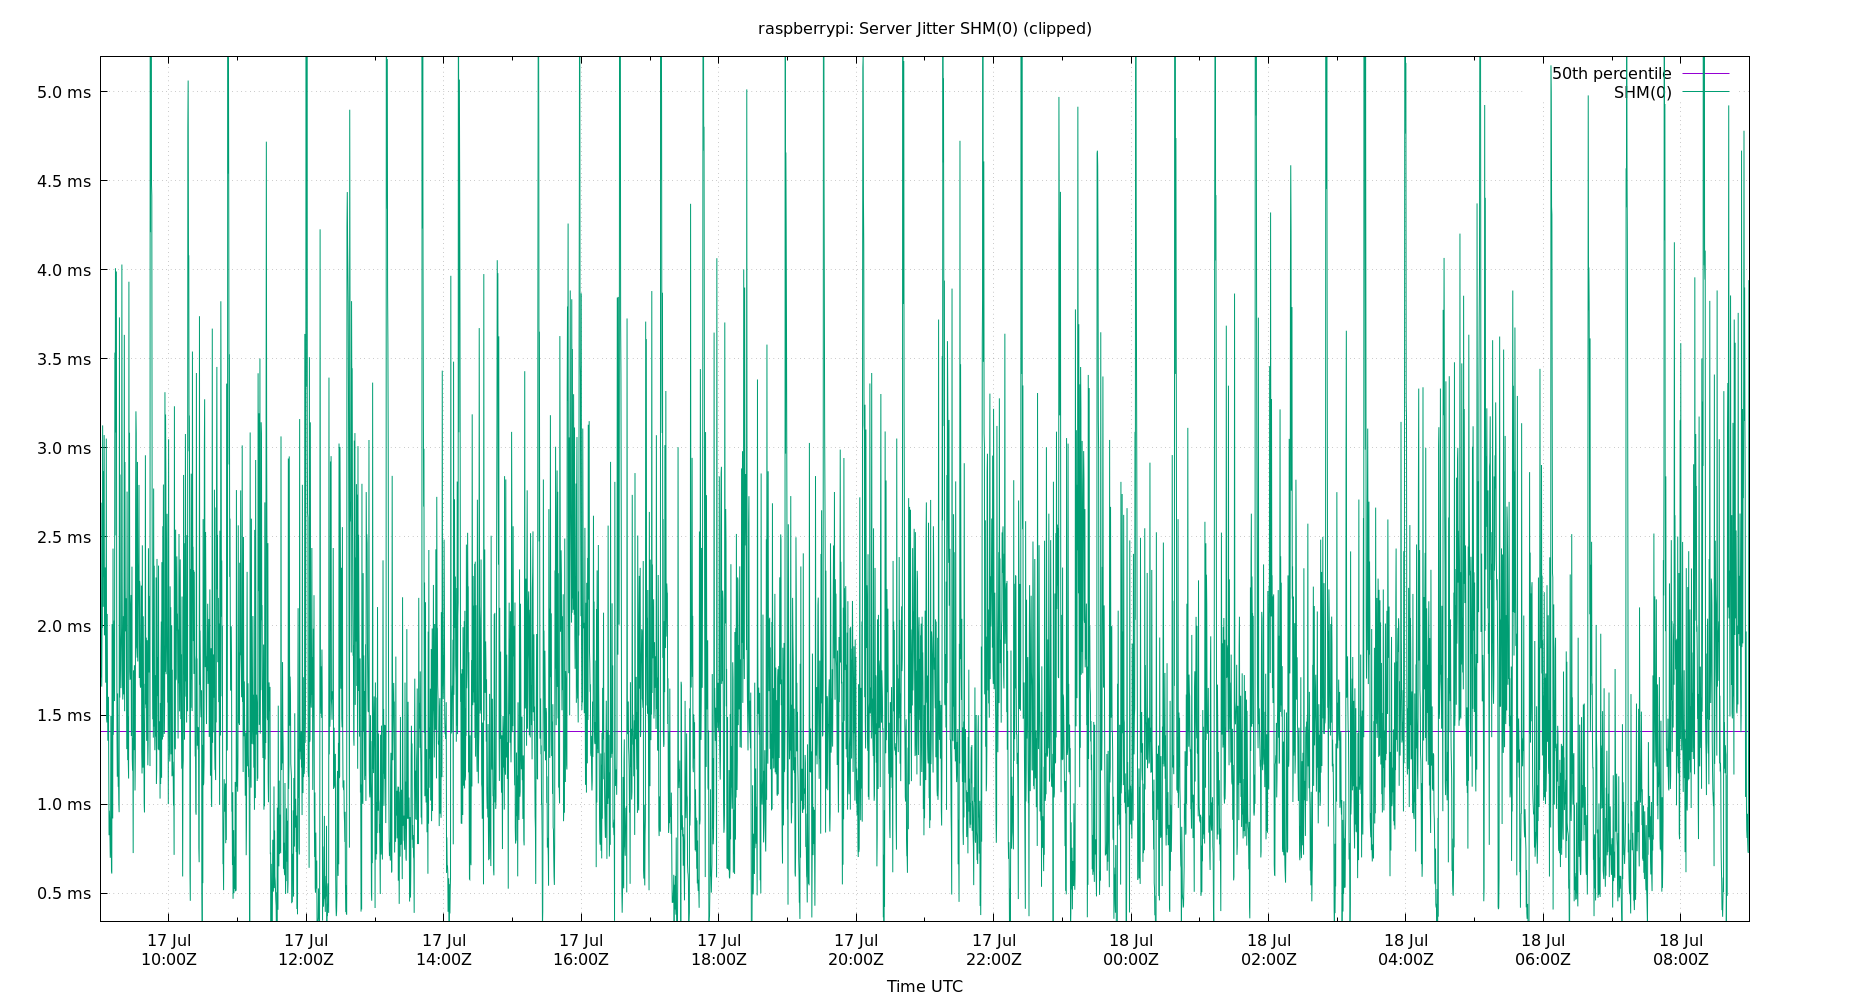 raspberrypi: Server Jitter SHM(0) (clipped)
50th percentile
SHM(0)
5.0 ms
4.5 ms
4.0 ms
3.5 ms
3.0 ms
2.5 ms
2.0 ms
1.5 ms
1.0 ms
0.5 ms
17 Jul 17 Jul 17 Jul 17 Jul 17 Jul 17 Jul 17 Jul 18 Jul 18 Jul 18 Jul 18 Jul 18 Jul
10:00Z 12:00Z 14:00Z 16:00Z 18:00Z 20:00Z 22:00Z 00:00Z 02:00Z 04:00Z 06:00Z 08:00Z
Time UTC